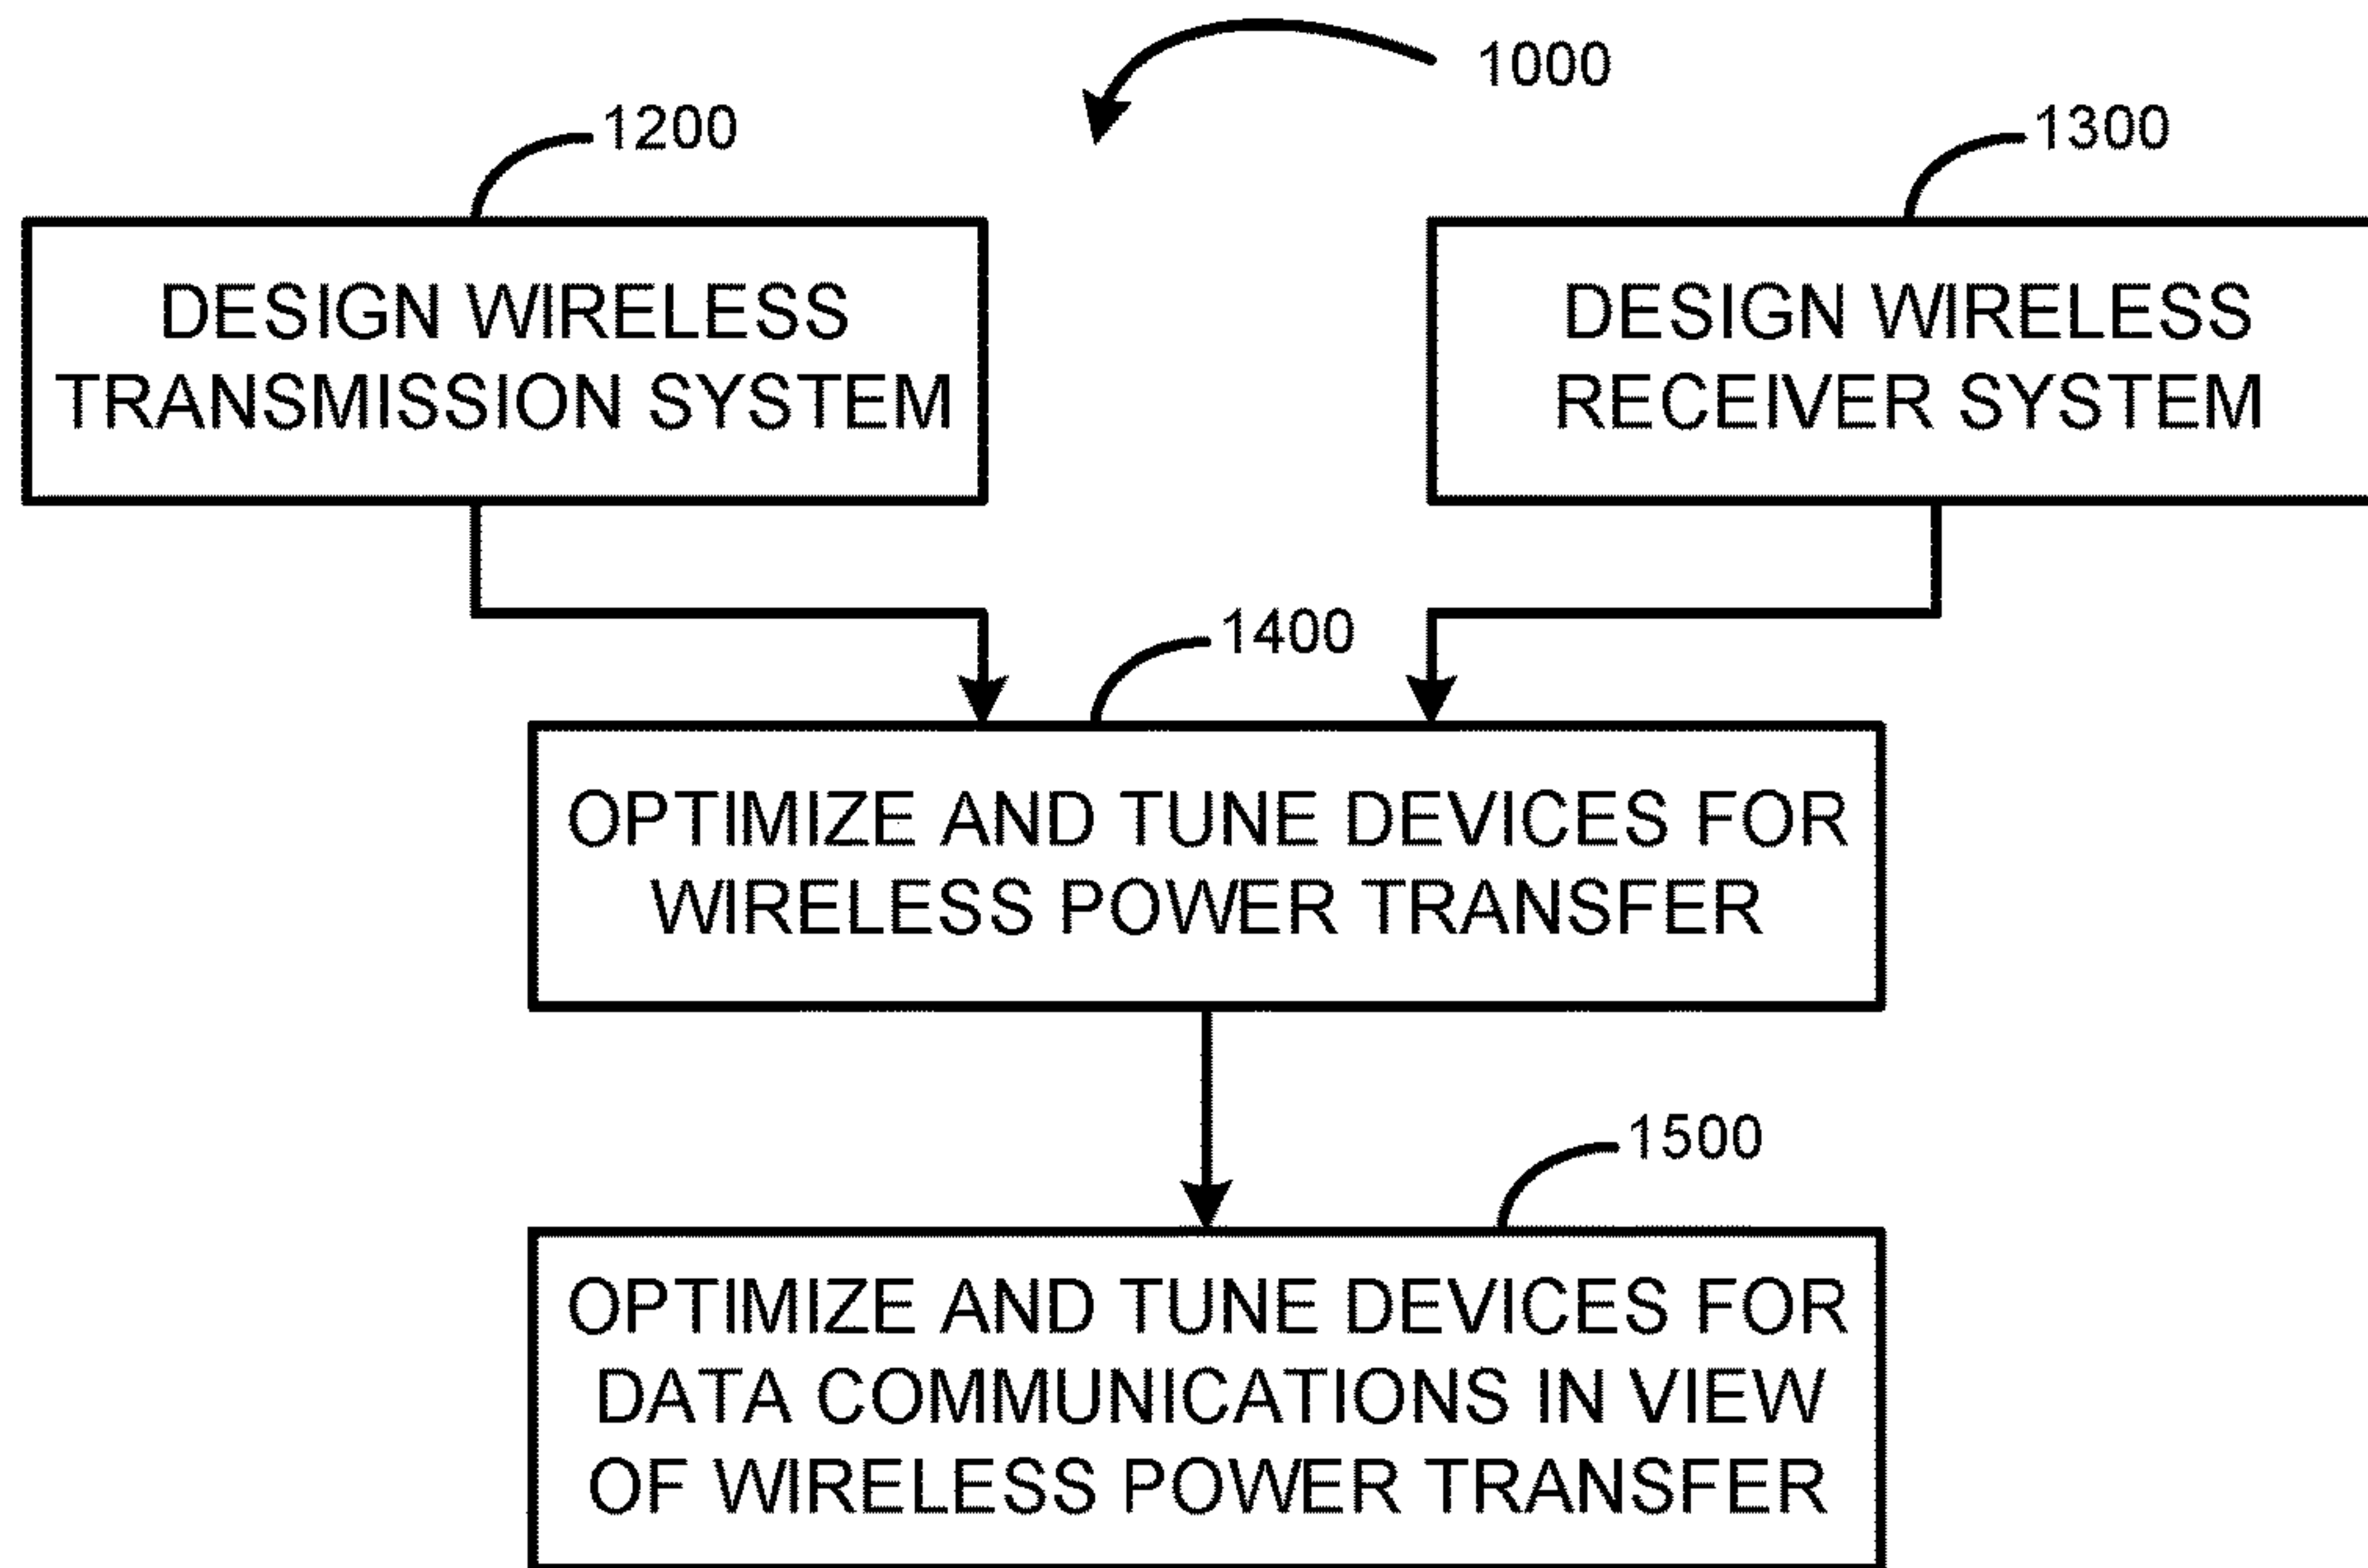 1000
1200
1300
DESIGN WIRELESS
TRANSMISSION SYSTEM
DESIGN WIRELESS
RECEIVER SYSTEM
1400
OPTIMIZE AND TUNE DEVICES FOR
WIRELESS POWER TRANSFER
1500
OPTIMIZE AND TUNE DEVICES FOR
DATA COMMUNICATIONS IN VIEW
OF WIRELESS POWER TRANSFER